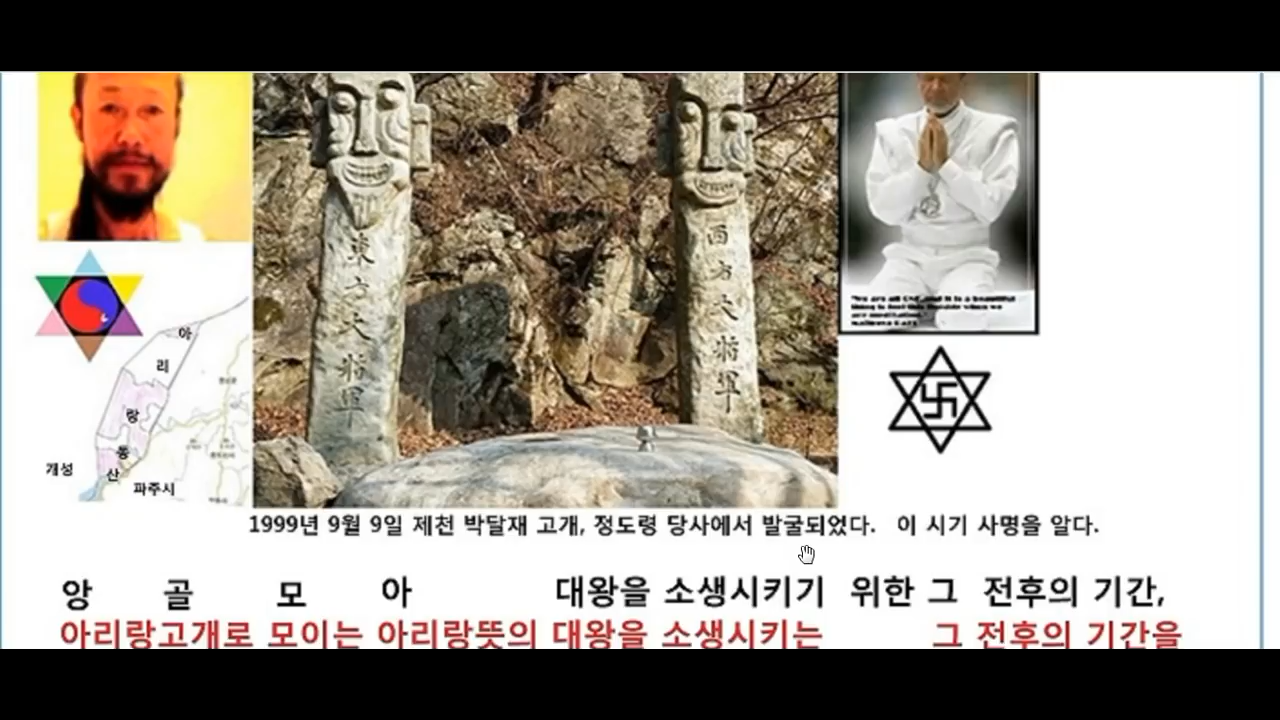 東方大將軍
西方大將軍
아
리
랑
동
산
개성
파주시
1999년 9월 9일 제천 박달재 고개, 정도령 당사에서 발굴되었다. 이 시기 사명을 알다.
앙 골 모 아 대왕을 소생시키기 위한 그 전후의 기간,
아리랑고개로 모이는 아리랑뜻의 대왕을 소생시키는 그 전후의 기간을